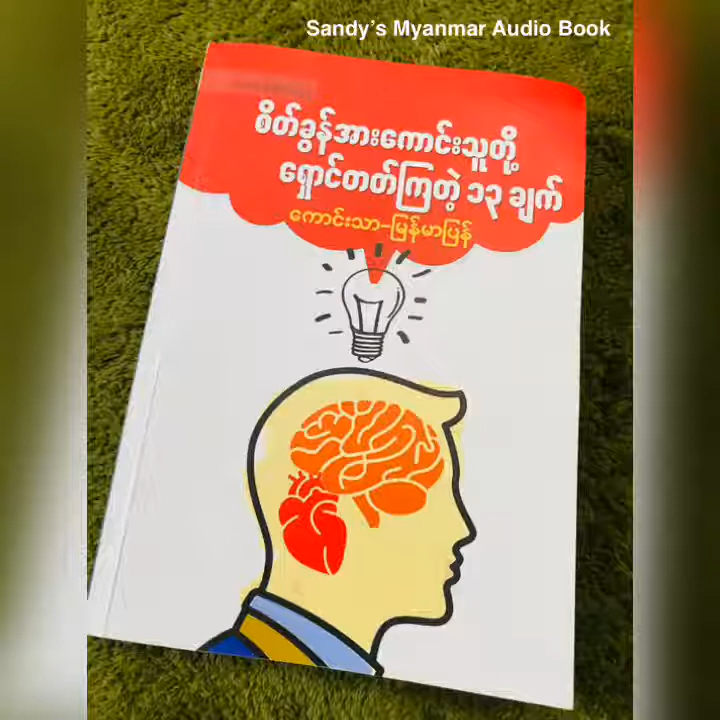 Sandy's Myanmar Audio Book
စိတ်ခွန်အားကောင်းသူတို့
ရှောင်တတ်ကြတဲ့ ၁၃ ချက်
ကောင်းသာ-မြန်မာပြန်